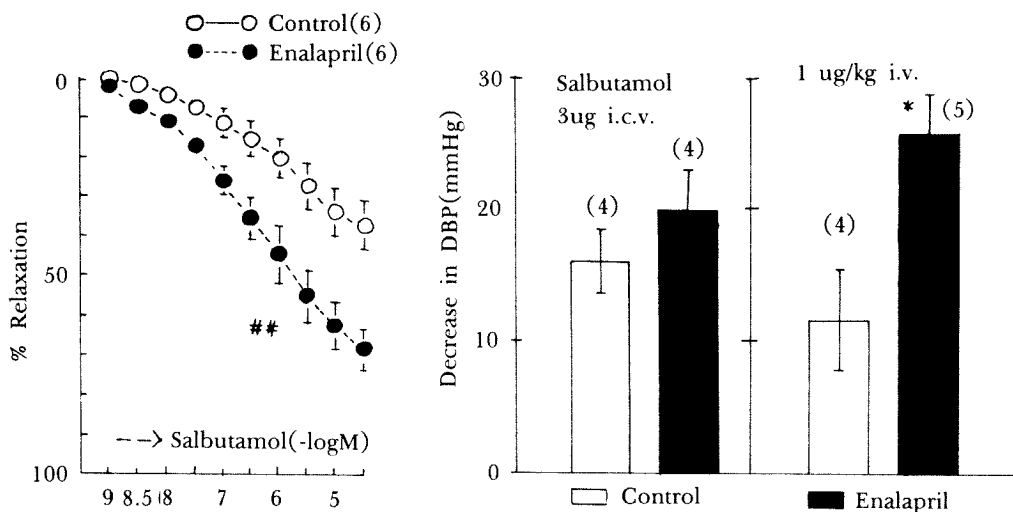 Control(6)
Enalapril(6)
0
50
100
% Relaxation
##
Salbutamol(-logM)
9 8.5 8 7 6 5
30
20
10
0
Decrease in DBP(mmHg)
Salbutamol
3ug i.c.v.
(4)
(4)
1 ug/kg i.v.
* (5)
(4)
Control
Enalapril